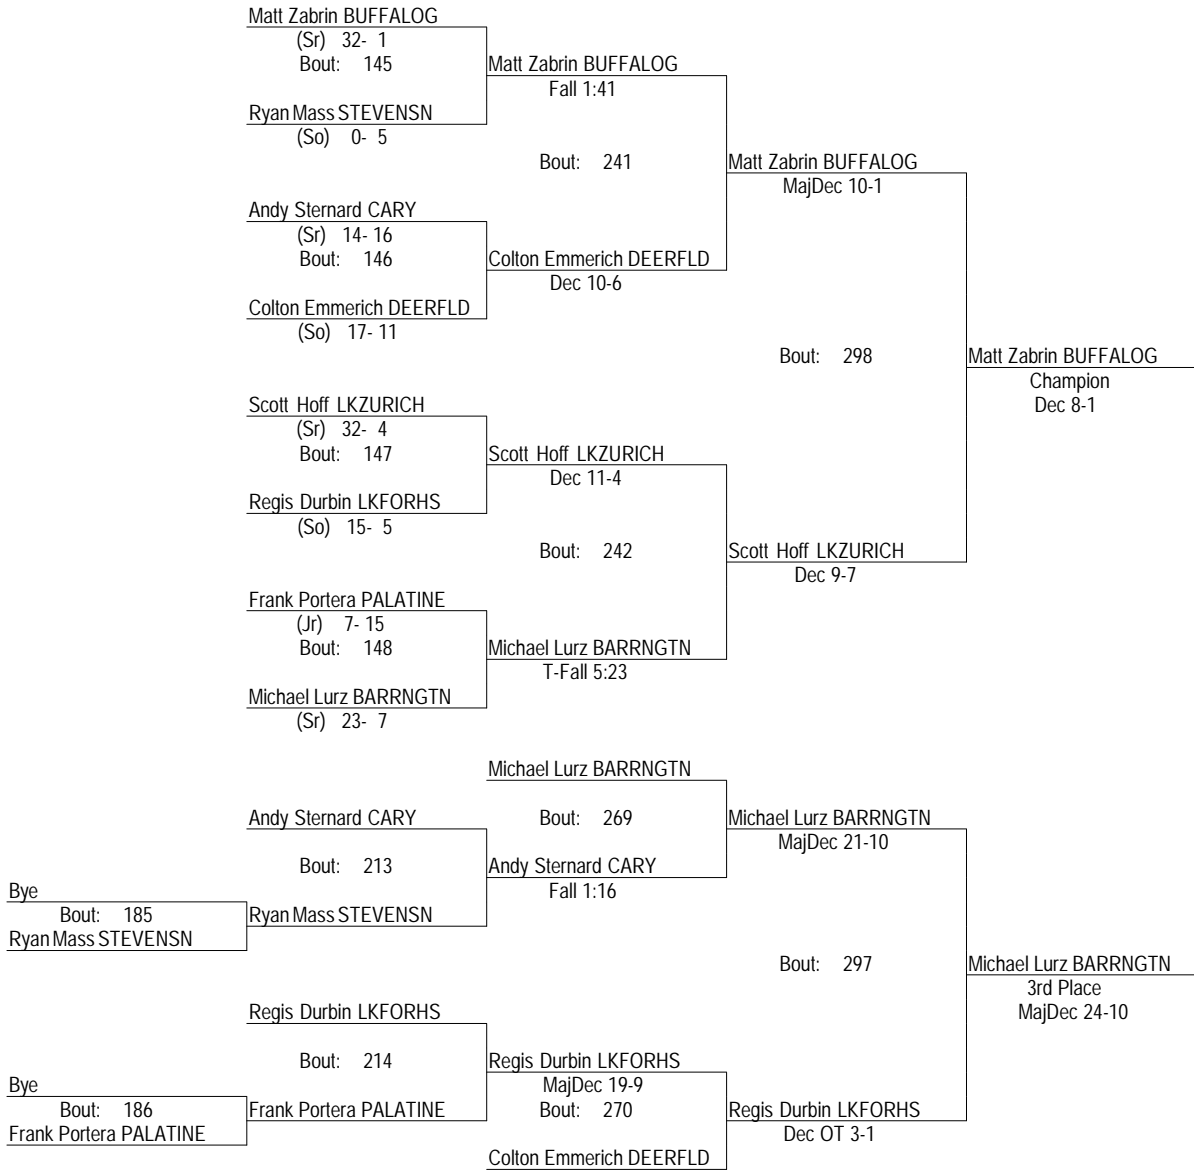 Matt Zabrin BUFFALOG
(Sr) 32- 1
Bout: 145
Matt Zabrin BUFFALOG
Fall 1:41
Ryan Mass STEVENSN
(So) 0- 5
Bout: 241
Matt Zabrin BUFFALOG
MajDec 10-1
Andy Sternard CARY
(Sr) 14- 16
Bout: 146
Colton Emmerich DEERFLD
Dec 10-6
Colton Emmerich DEERFLD
(So) 17- 11
Bout: 298
Matt Zabrin BUFFALOG
Champion
Dec 8-1
Scott Hoff LKZURICH
(Sr) 32- 4
Bout: 147
Scott Hoff LKZURICH
Dec 11-4
Regis Durbin LKFORHS
(So) 15- 5
Bout: 242
Scott Hoff LKZURICH
Dec 9-7
Frank Portera PALATINE
(Jr) 7- 15
Bout: 148
Michael Lurz BARRNGTN
T-Fall 5:23
Michael Lurz BARRNGTN
(Sr) 23- 7
Michael Lurz BARRNGTN
Andy Sternard CARY
Bout: 269
Michael Lurz BARRNGTN
MajDec 21-10
Bout: 213
Andy Sternard CARY
Fall 1:16
Bye
Bout: 185
Ryan Mass STEVENSN
Ryan Mass STEVENSN
Bout: 297
Michael Lurz BARRNGTN
3rd Place
MajDec 24-10
Regis Durbin LKFORHS
Bout: 214
Regis Durbin LKFORHS
MajDec 19-9
Bye
Bout: 186
Frank Portera PALATINE
Frank Portera PALATINE
Bout: 270
Regis Durbin LKFORHS
Dec OT 3-1
Colton Emmerich DEERFLD